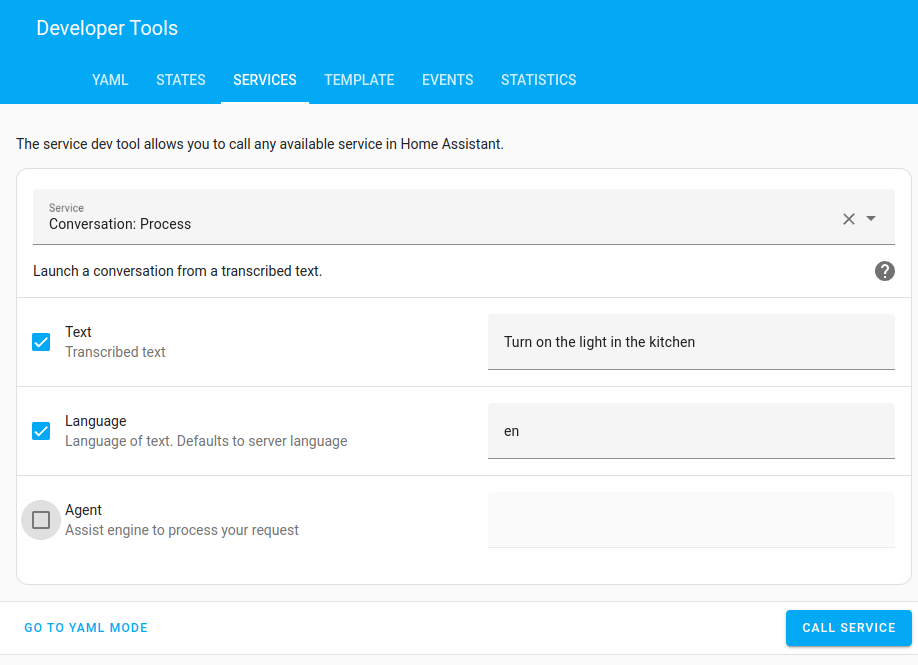 Developer Tools
YAML STATES SERVICES TEMPLATE EVENTS STATISTICS
The service dev tool allows you to call any available service in Home Assistant.
Service
Conversation: Process
Launch a conversation from a transcribed text.
Text
Transcribed text
Turn on the light in the kitchen
Language
Language of text. Defaults to server language
en
Agent
Assist engine to process your request
GO TO YAML MODE
CALL SERVICE